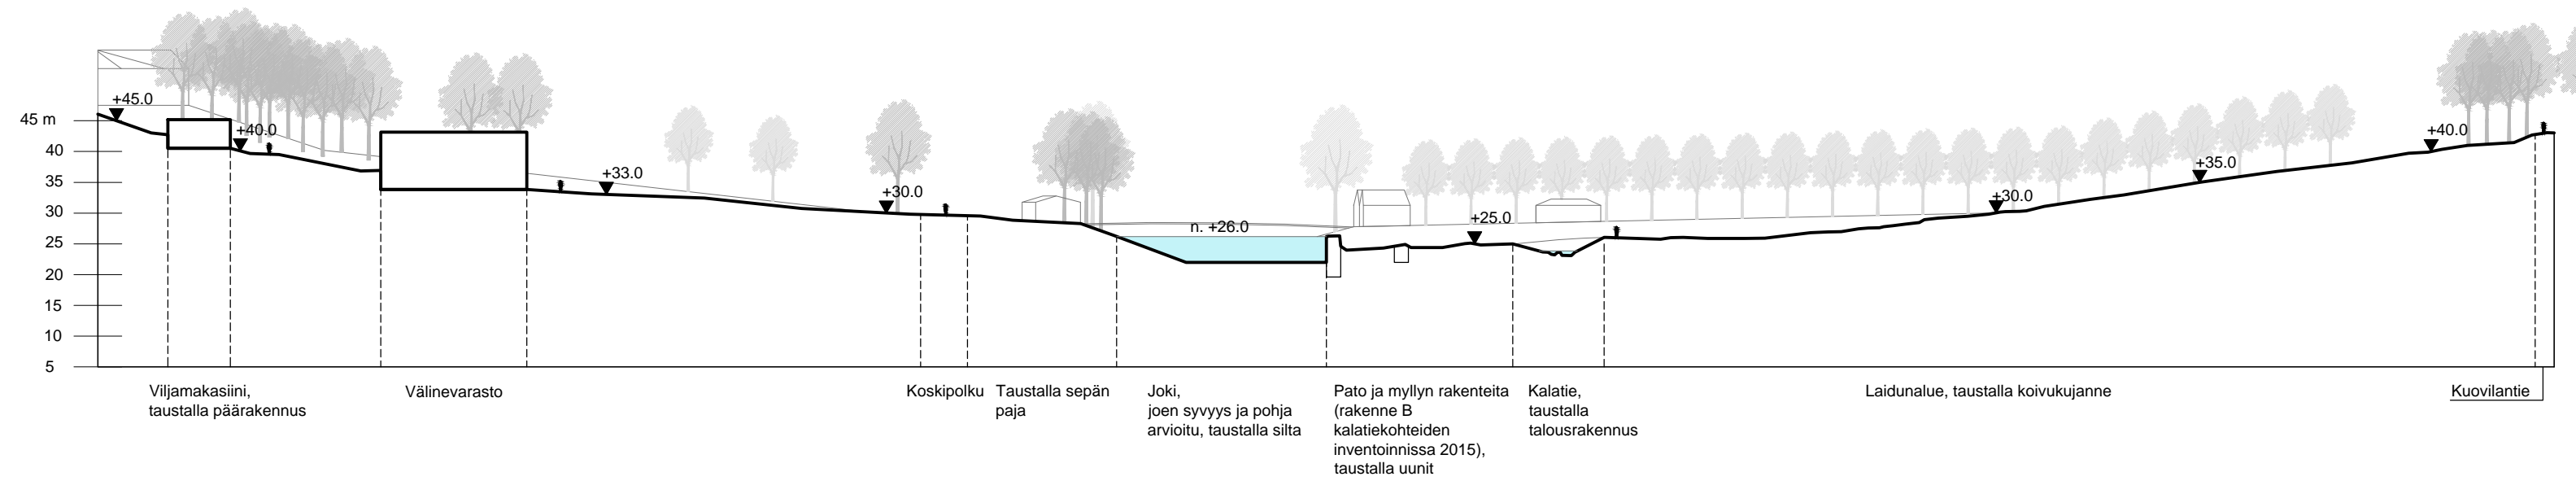 +45.0
+40.0
+33.0
+30.0
n. +26.0
+25.0
+30.0
+35.0
+40.0
45 m
40
35
30
25
20
15
10
5
Viljamakasiini,
taustalla päärakennus
Välinevarasto
Koskipolku
Taustalla sepän
paja
Joki,
joen syvyys ja pohja
arvioitu, taustalla silta
Pato ja myllyn rakenteita
(rakenne B
kalatiekohteiden
inventoinnissa 2015),
taustalla uunit
Kalatie,
taustalla
talousrakennus
Laidunalue, taustalla koivukujanne
Kuovilantie